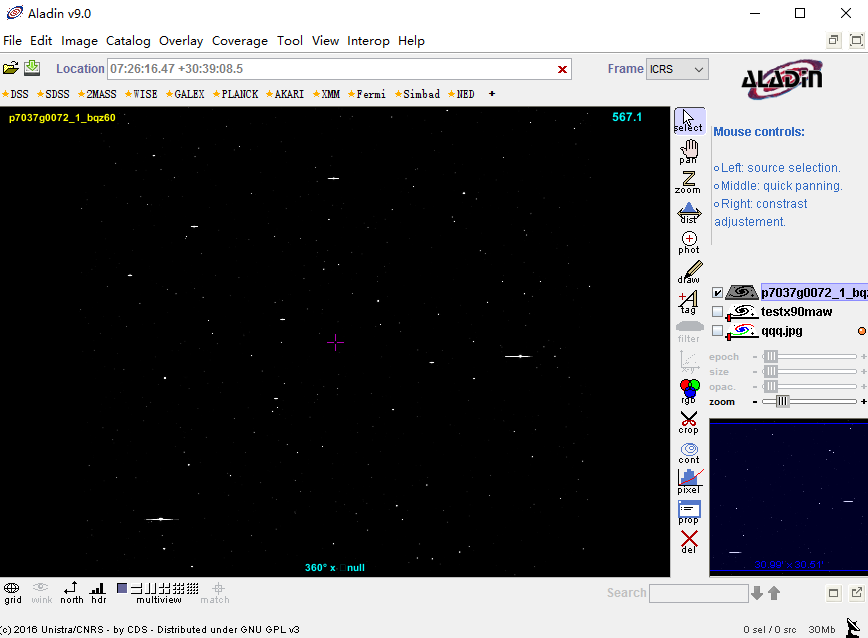 Aladin v9.0
File Edit Image Catalog Overlay Coverage Tool View Interop Help
Location 07:26:16.47 +30:39:08.5
Frame ICRS
ALADIN
DSS SDSS 2MASS WISE GALEX PLANCK AKARI XMM Fermi Simbad NED +
p7037g0072_1_bqz60
567.1
360° x null
select
pan
zoom
dist
phot
draw
tag
filter
rgb
crop
cont
pixel
prop
del
Mouse controls:
Left: source selection.
Middle: quick panning.
Right: constrast
adjustement.
p7037g0072_1_bqz
testx90maw
qqq.jpg
epoch - +
size - +
opac. - +
zoom - +
grid wink north hdr multiview match
Search
(c) 2016 Unistra/CNRS - by CDS - Distributed under GNU GPL v3
0 sel / 0 src 30Mb